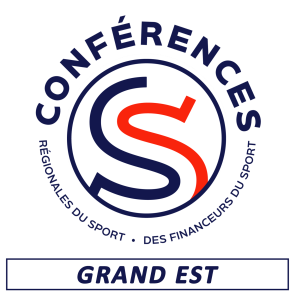 CONFÉRENCES
RÉGIONALES DU SPORT • DES FINANCEURS DU SPORT
GRAND EST